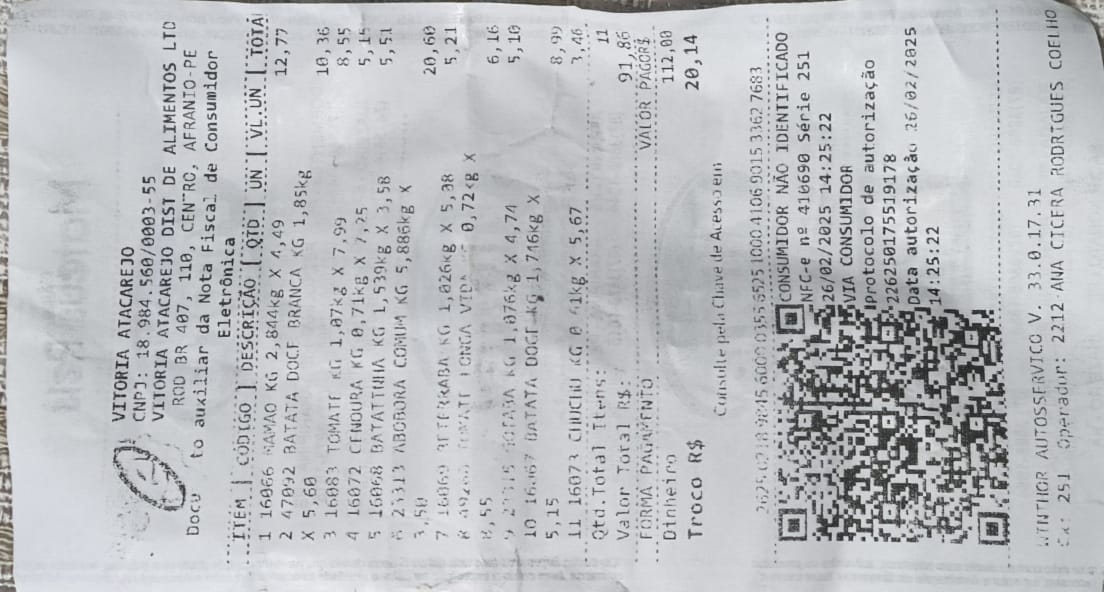 VITORIA ATACAREJO
CNPJ: 18.984.560/0003-55
VITORIA ATACAREJO DIST DE ALIMENTOS LTD
ROD BR 407, 110, CENTRO, AFRANIO-PE
Docu to auxiliar da Nota Fiscal de Consumidor
Eletrônica
ITEM | CODIGO | DESCRIÇÃO | QTD | UN | VL.UN | TOTA
1 16066 MAMAO KG 2,844kg X 4,49
12,77
2 47092 BATATA DOCE BRANCA KG 1,85kg
X 5,60
10,36
3 16083 TOMATE KG 1,07kg X 7,99
8,55
4 16072 CENOURA KG 0,71kg X 7,25
5,15
5 16068 BATATINHA KG 1,539kg X 3,58
5,51
6 23313 ABOBORA COMUM KG 5,886kg X
3,50
20,60
7 16069 BETERRABA KG 1,026kg X 5,08
5,21
8 TOMATE LONGA VIDA KG 0,72kg X
8,55
6,16
9 GOIABA KG 1,076kg X 4,74
5,10
10 16067 BATATA DOCE KG 1,746kg X
5,15
8,99
11 16073 CHUCHU KG 0 61kg X 5,67
3,46
Qtd.Total Itens:
11
Valor Total R$:
91,86
FORMA PAGAMENTO VALOR PAGOR$
Dinheiro 112,00
Troco R$ 20,14
Consulte pela Chave de Acesso em
2625 0218 9845 6000 0355 6525 1000 4106 9015 3362 7683
CONSUMIDOR NÃO IDENTIFICADO
NFC-e nº 410690 Série 251
26/02/2025 14:25:22
VIA CONSUMIDOR
Protocolo de autorização
226250175519178
Data autorização 26/02/2025
14:25:22
WINTHOR AUTOSSERVICO V. 33.0.17.31
Cx: 251 Operador: 2212-ANA CICERA RODRIGUES COELHO